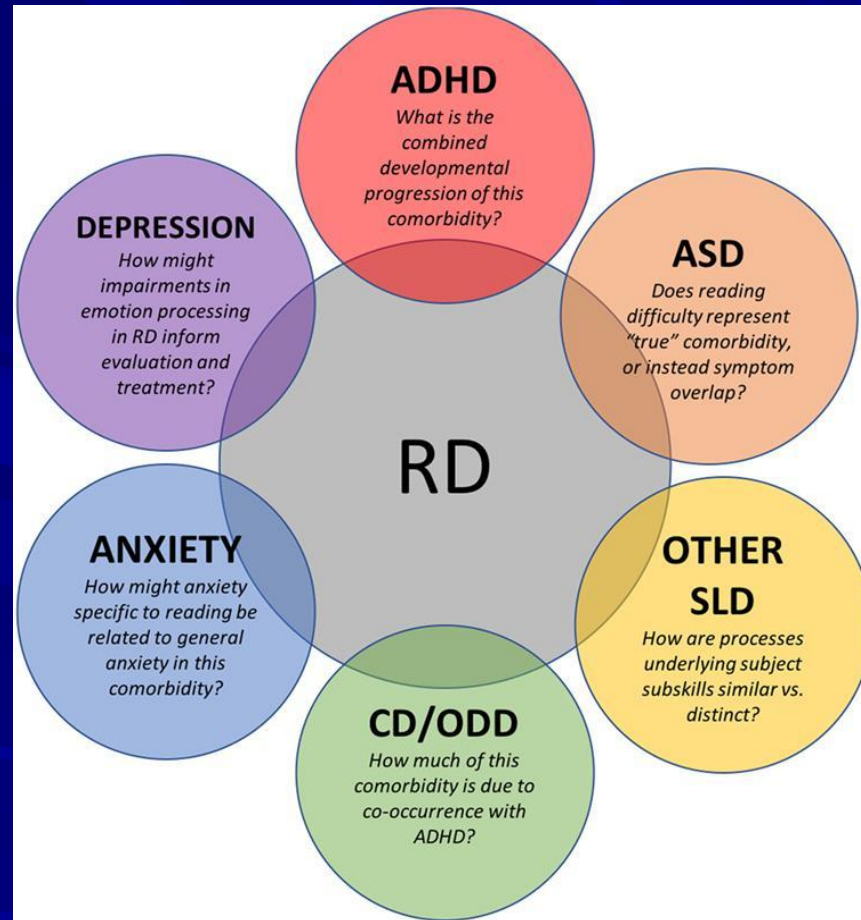 ADHD
What is the
combined
developmental
progression of this
comorbidity?
DEPRESSION
How might
impairments in
emotion processing
in RD inform
evaluation and
treatment?
ASD
Does reading
difficulty represent
“true” comorbidity,
or instead symptom
overlap?
RD
ANXIETY
How might anxiety
specific to reading be
related to general
anxiety in this
comorbidity?
OTHER
SLD
How are processes
underlying subject
subskills similar vs.
distinct?
CD/ODD
How much of this
comorbidity is due to
co-occurrence with
ADHD?